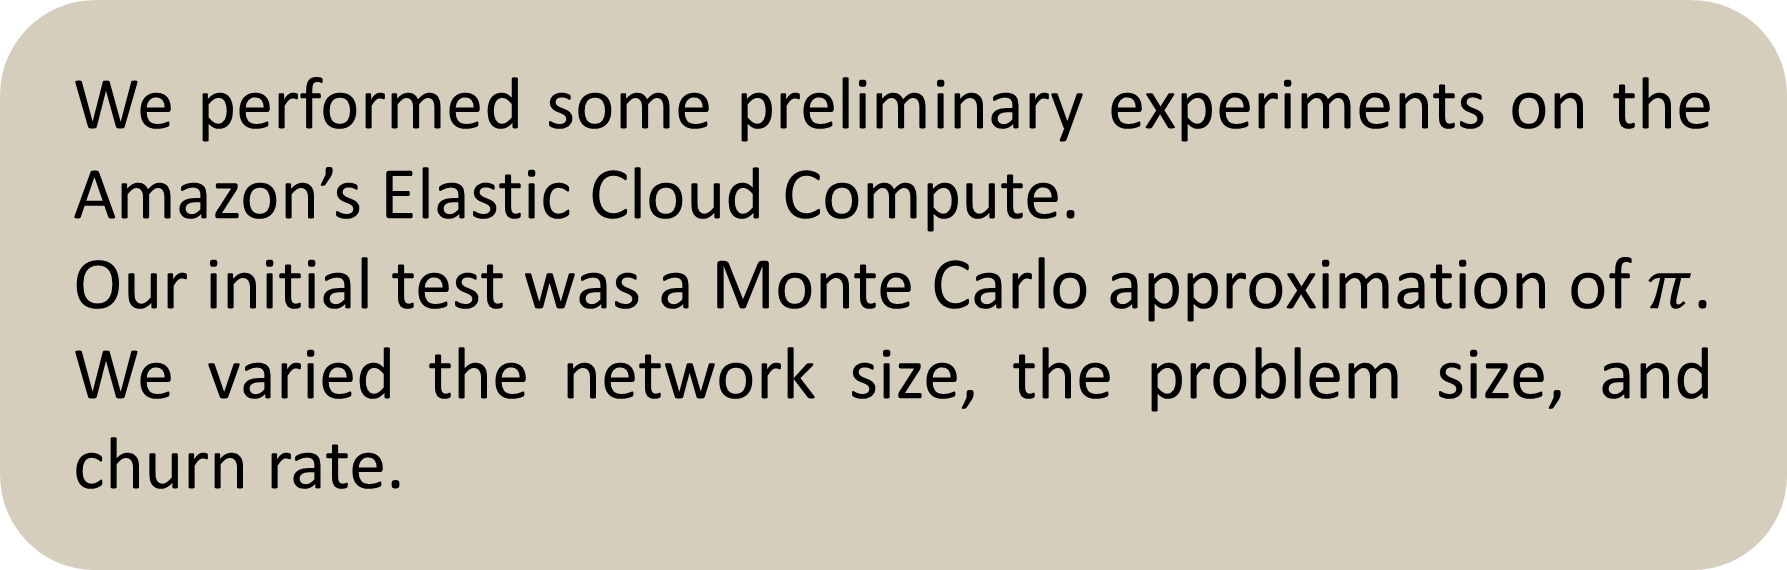 We performed some preliminary experiments on the
Amazon’s Elastic Cloud Compute.
Our initial test was a Monte Carlo approximation of π.
We varied the network size, the problem size, and
churn rate.